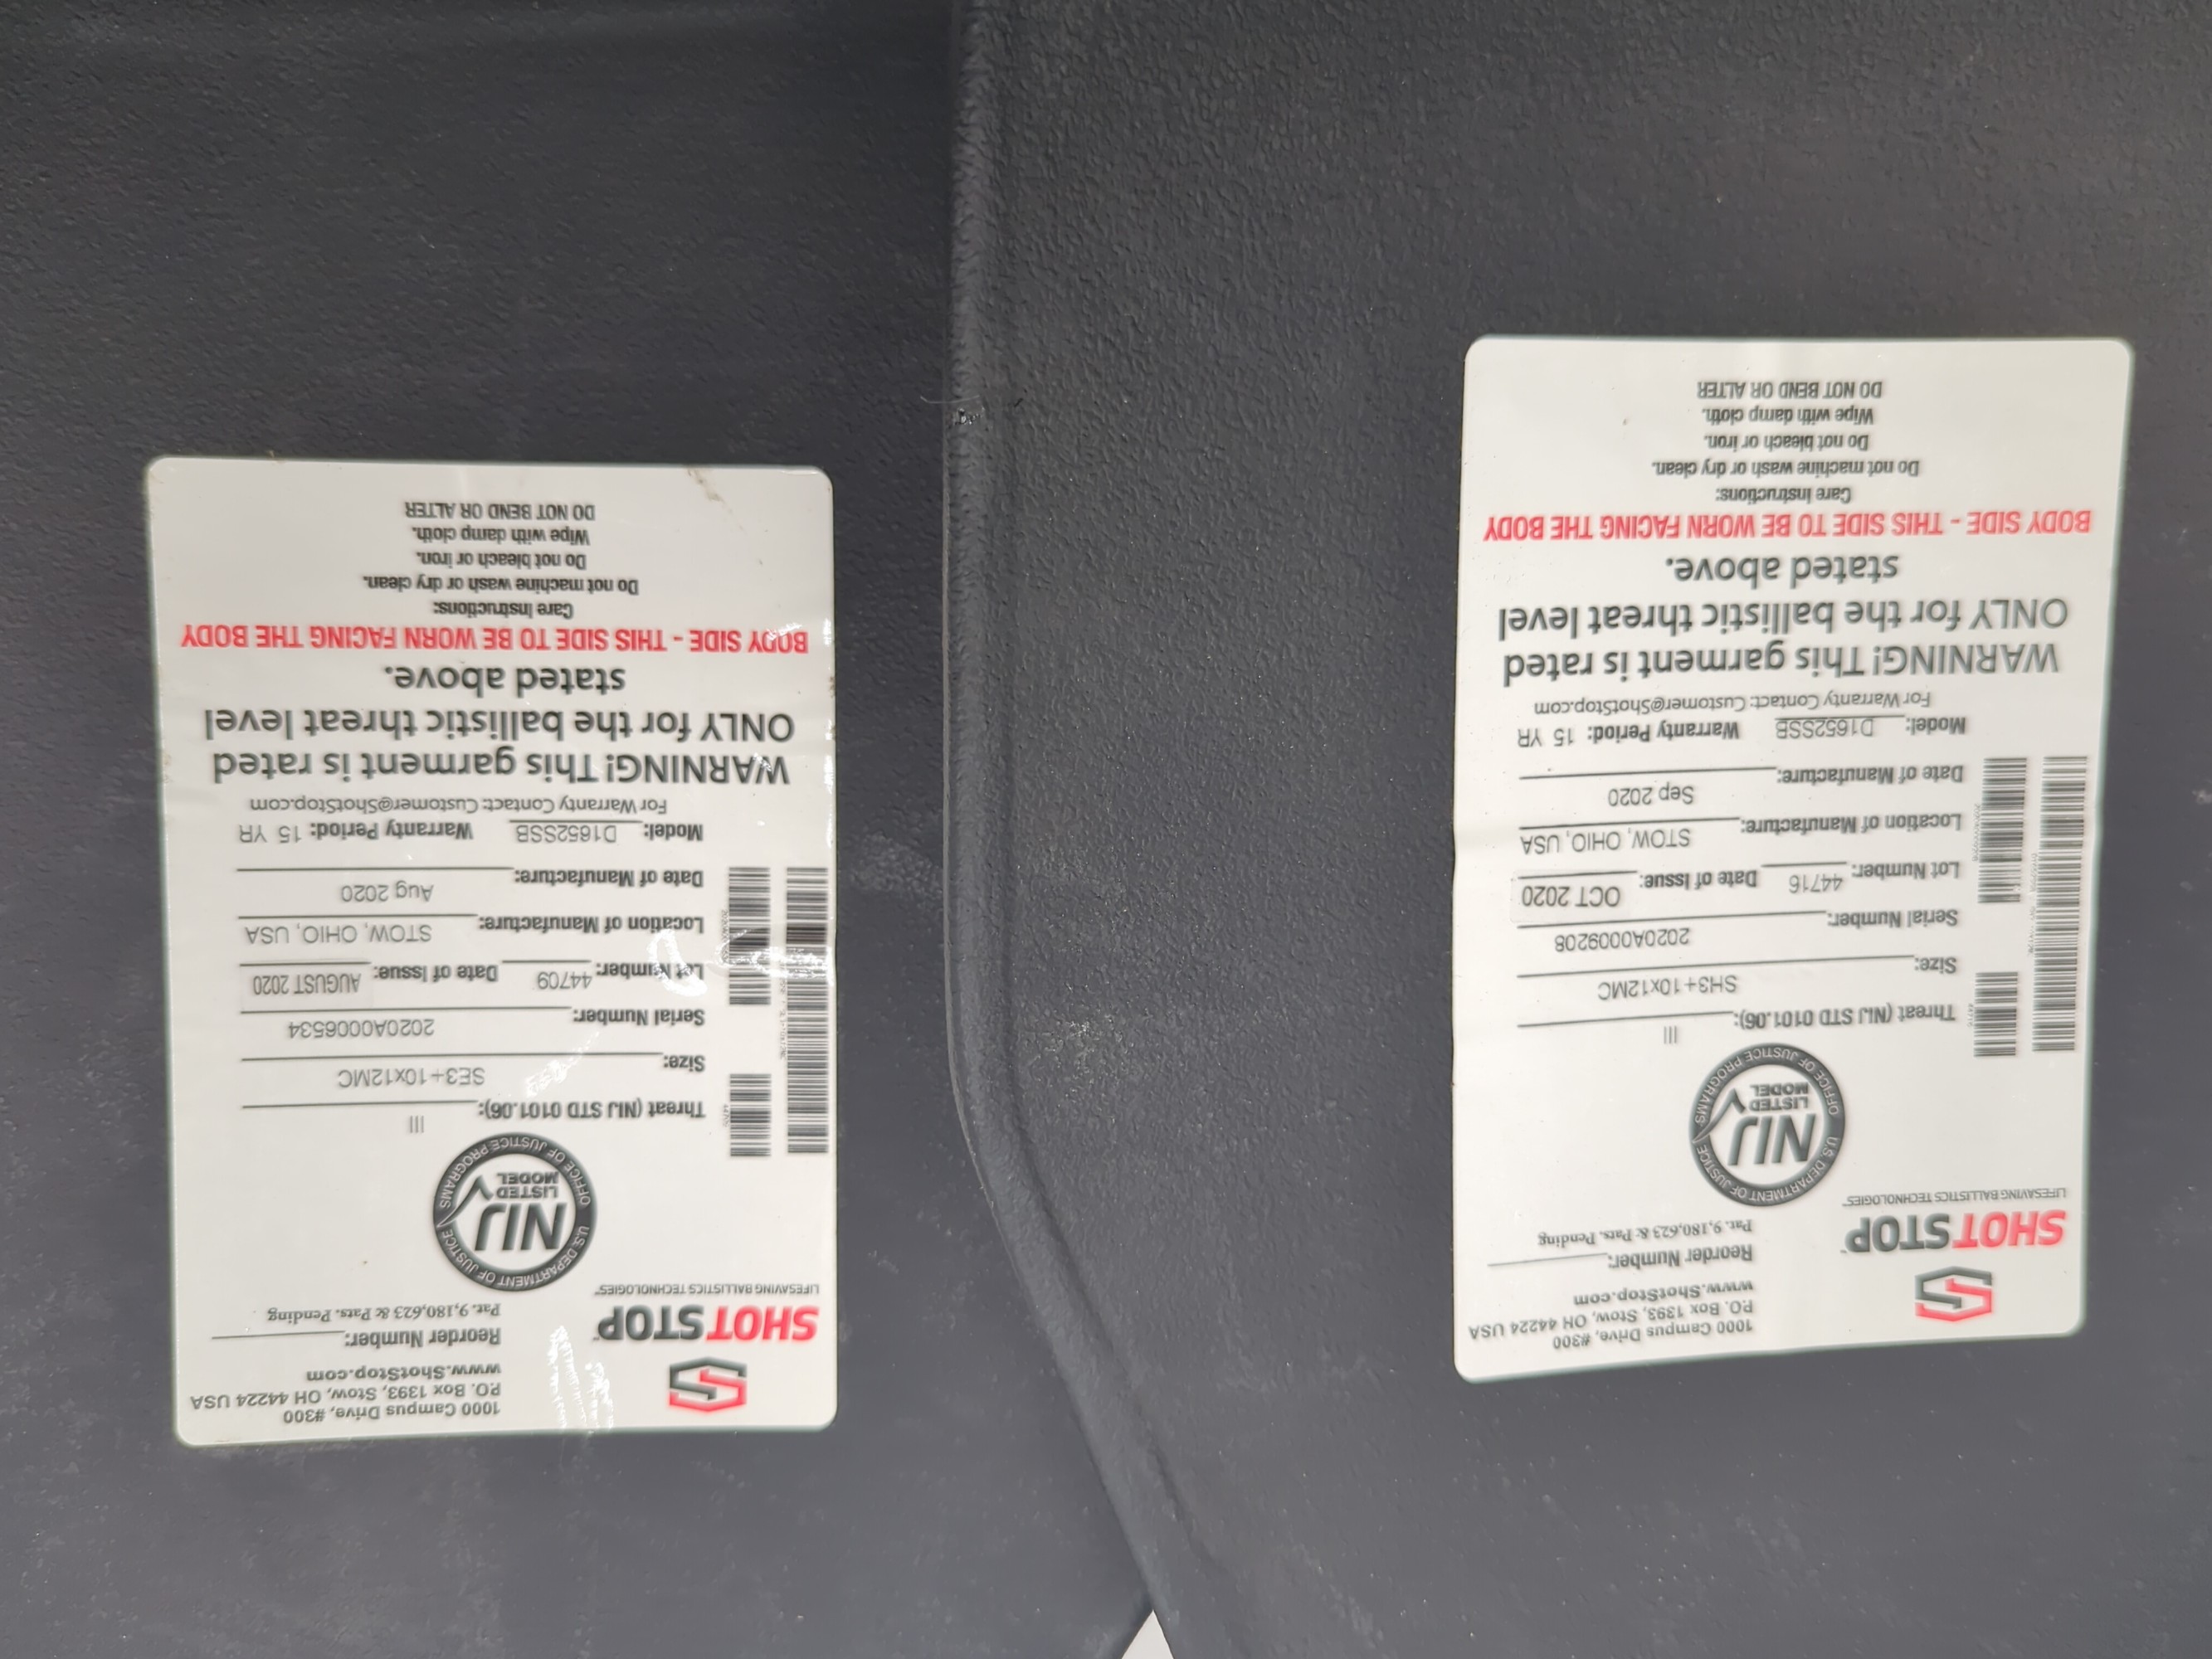 SHOTSTOP
LIFESAVING BALLISTICS TECHNOLOGIES
1000 Campus Drive, #300
P.O. Box 1393, Stow, OH 44224 USA
www.ShotStop.com
Reorder Number:
Pat. 9,180,623 & Pats. Pending
U.S. DEPARTMENT OF JUSTICE
NIJ
LISTED
MODEL
OFFICE OF JUSTICE PROGRAMS
Threat (NIJ STD 0101.06): III
Size: SH3+10x12MC
Serial Number: 2020A0009208
Lot Number: 44716 Date of Issue: OCT 2020
Location of Manufacture: STOW, OHIO, USA
Date of Manufacture: Sep 2020
Model: D1652SSB Warranty Period: 15 YR
For Warranty Contact: Customer@ShotStop.com
WARNING! This garment is rated
ONLY for the ballistic threat level
stated above.
BODY SIDE - THIS SIDE TO BE WORN FACING THE BODY
Care Instructions:
Do not machine wash or dry clean.
Do not bleach or iron.
Wipe with damp cloth.
DO NOT BEND OR ALTER
SHOTSTOP
LIFESAVING BALLISTICS TECHNOLOGIES
1000 Campus Drive, #300
P.O. Box 1393, Stow, OH 44224 USA
www.ShotStop.com
Reorder Number:
Pat. 9,180,623 & Pats. Pending
U.S. DEPARTMENT OF JUSTICE
NIJ
LISTED
MODEL
OFFICE OF JUSTICE PROGRAMS
Threat (NIJ STD 0101.06): III
Size: SE3+10x12MC
Serial Number: 2020A0006534
Lot Number: 44709 Date of Issue: AUGUST 2020
Location of Manufacture: STOW, OHIO, USA
Date of Manufacture: Aug 2020
Model: D1652SSB Warranty Period: 15 YR
For Warranty Contact: Customer@ShotStop.com
WARNING! This garment is rated
ONLY for the ballistic threat level
stated above.
BODY SIDE - THIS SIDE TO BE WORN FACING THE BODY
Care Instructions:
Do not machine wash or dry clean.
Do not bleach or iron.
Wipe with damp cloth.
DO NOT BEND OR ALTER